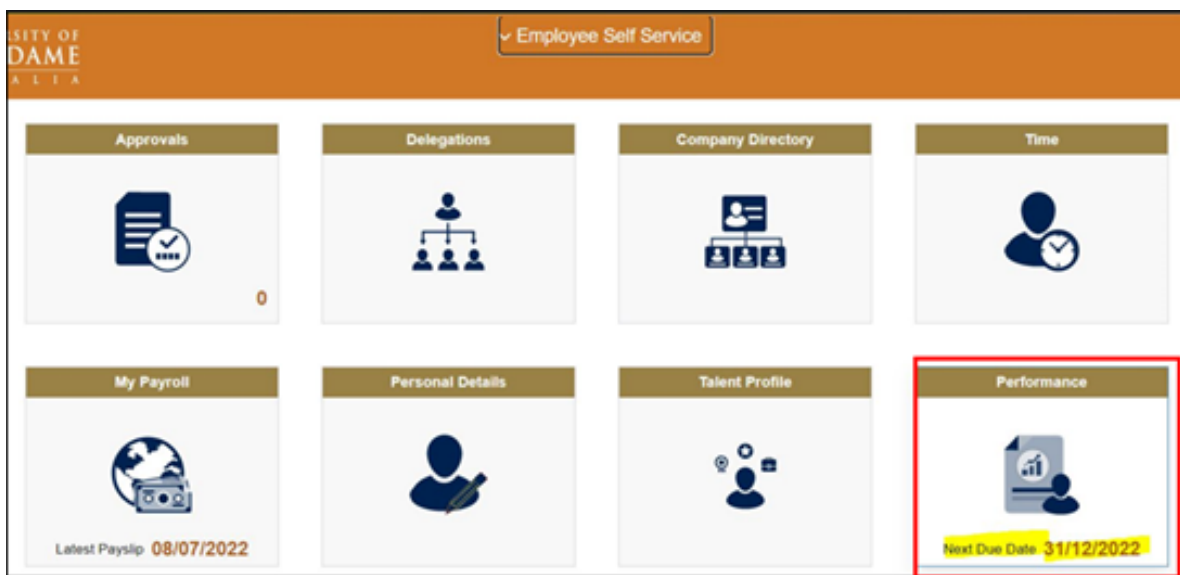 SITY OF
DAME
ALIA
Employee Self Service
Approvals
Delegations
Company Directory
Time
0
My Payroll
Personal Details
Talent Profile
Performance
Latest Payslip 08/07/2022
Next Due Date 31/12/2022